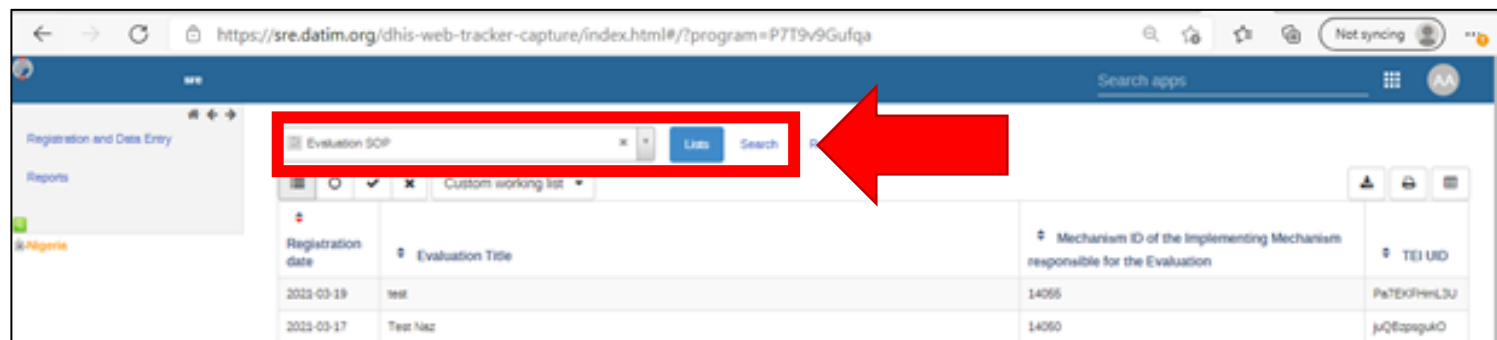 https://sre.datim.org/dhis-web-tracker-capture/index.html#/?program=P7T9v9Gufqa
Not syncing
sre
Search apps
AA
Registration and Data Entry
Reports
Nigeria
Evaluation SOP
Lists
Search
Custom working list
Registration date
Evaluation Title
Mechanism ID of the Implementing Mechanism
responsible for the Evaluation
TEI UID
2021-03-19 test 14055
2021-03-17 Test Naz 14050